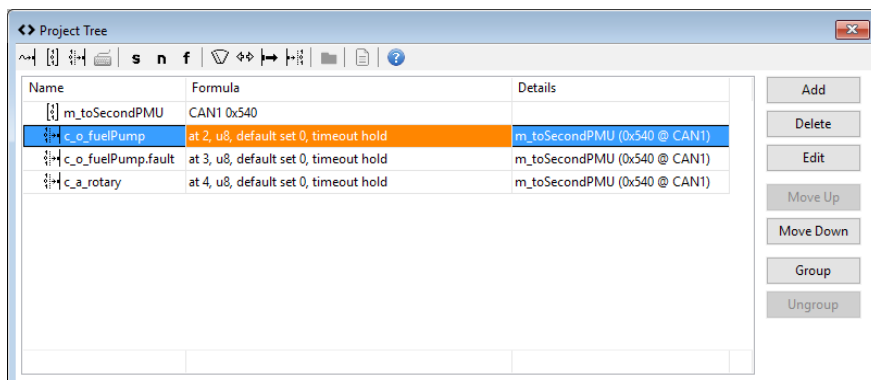 Project Tree
s n f
Name Formula Details
m_toSecondPMU CAN1 0x540
c_o_fuelPump at 2, u8, default set 0, timeout hold m_toSecondPMU (0x540 @ CAN1)
c_o_fuelPump.fault at 3, u8, default set 0, timeout hold m_toSecondPMU (0x540 @ CAN1)
c_a_rotary at 4, u8, default set 0, timeout hold m_toSecondPMU (0x540 @ CAN1)
Add
Delete
Edit
Move Up
Move Down
Group
Ungroup